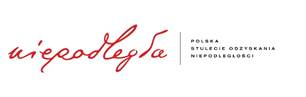 niepodległa
POLSKA
STULECIE ODZYSKANIA
NIEPODLEGŁOŚCI